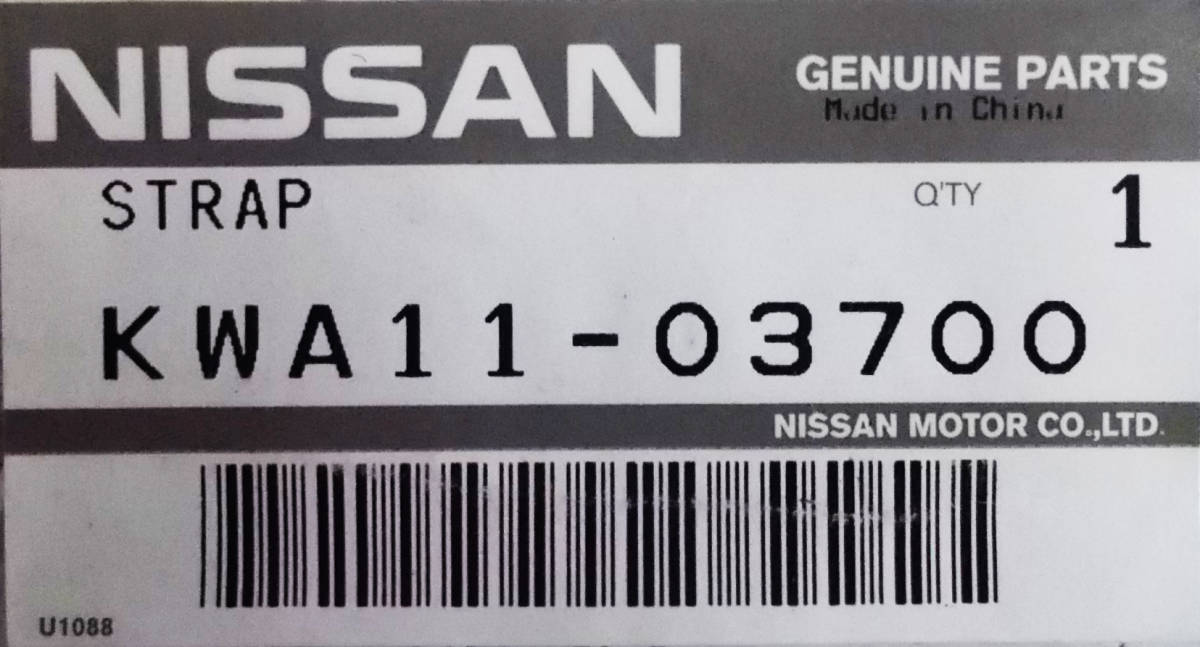 NISSAN GENUINE PARTS
Made in China
STRAP Q'TY 1
KWA11-03700
NISSAN MOTOR CO.,LTD.
U1088